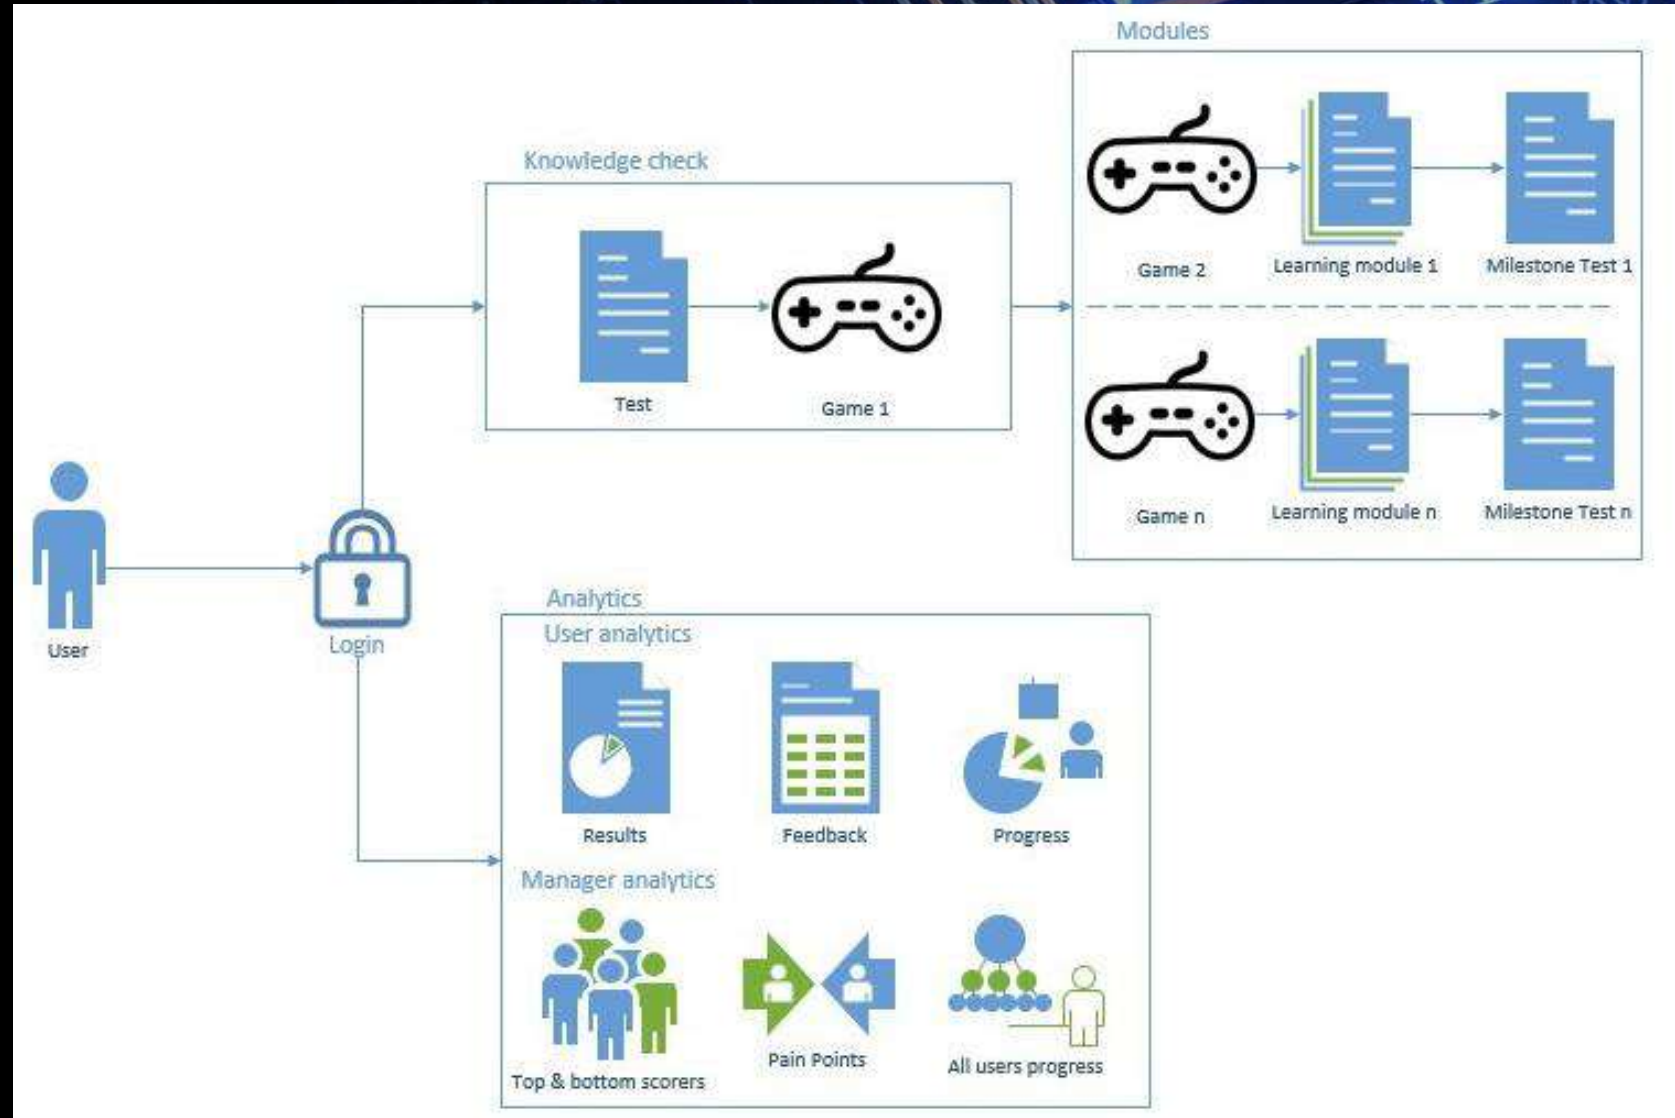 Modules
Knowledge check
Game 2
Learning module 1
Milestone Test 1
Test
Game 1
Game n
Learning module n
Milestone Test n
User
Login
Analytics
User analytics
Results
Feedback
Progress
Manager analytics
Top & bottom scorers
Pain Points
All users progress